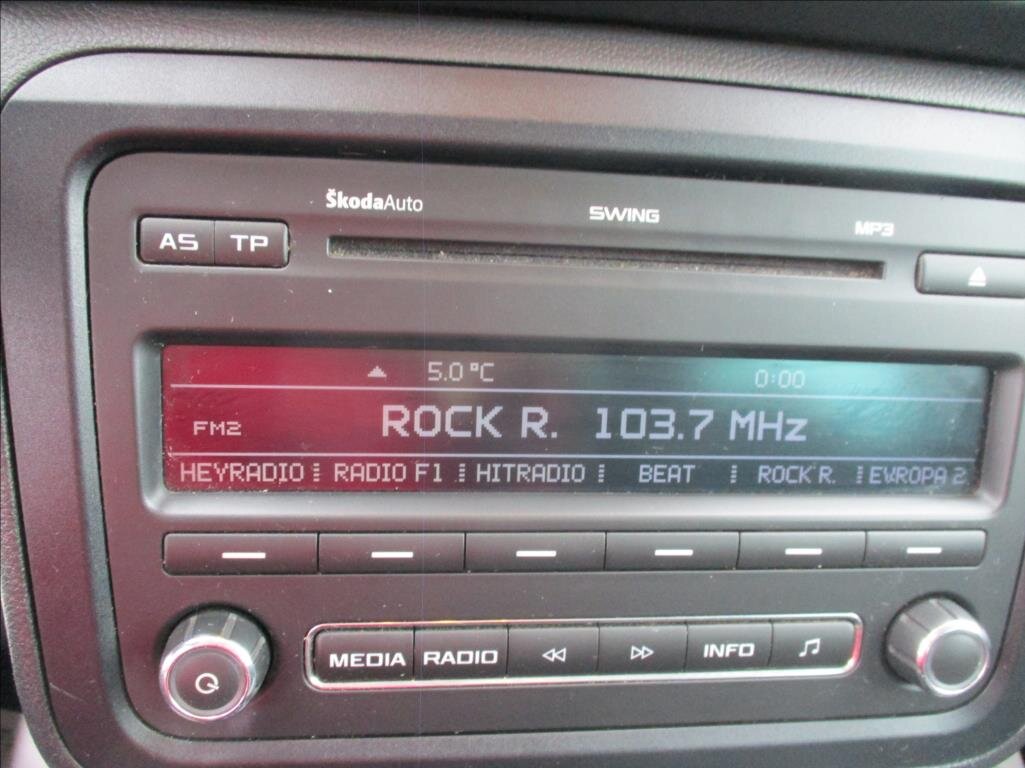 ŠkodaAuto SWING MP3
AS TP
5.0 °C 0:00
FM2 ROCK R. 103.7 MHz
HEYRADIO RADIO F1 HITRADIO BEAT ROCK R. EVROPA 2
MEDIA RADIO INFO